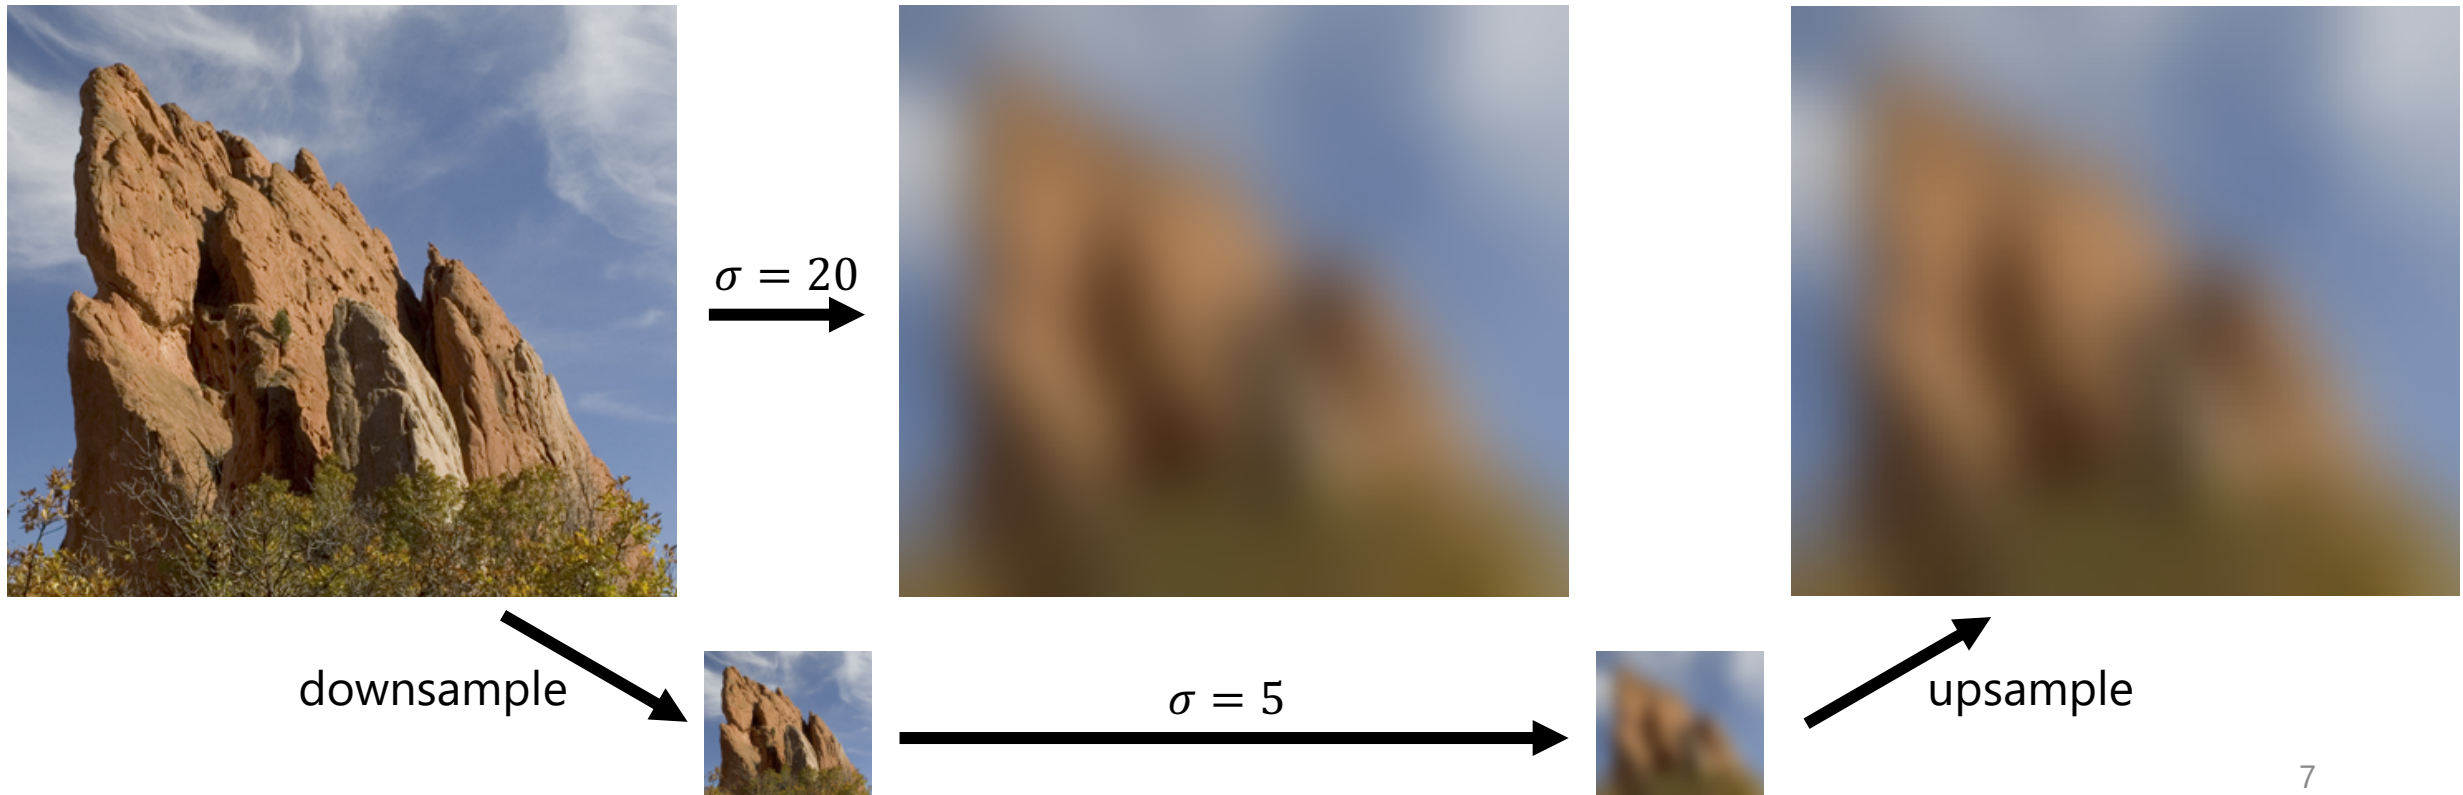 σ = 20
downsample
σ = 5
upsample
7